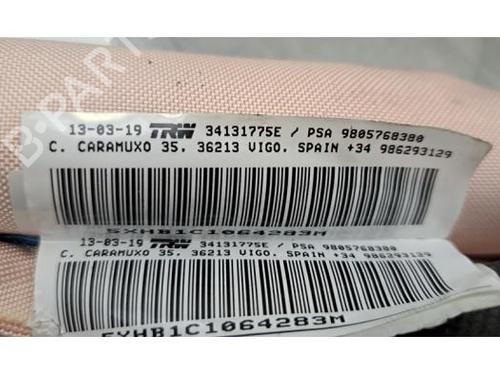 B-PARTS
13-03-19 TRW 34131775E / PSA 9805768380
C. CARAMUXO 35. 36213 VIGO. SPAIN +34 986293129
5XHB1C1064283M
13-03-19 TRW 34131775E / PSA 9805768380
C. CARAMUXO 35. 36213 VIGO. SPAIN +34 986293129
5XHB1C1064283M